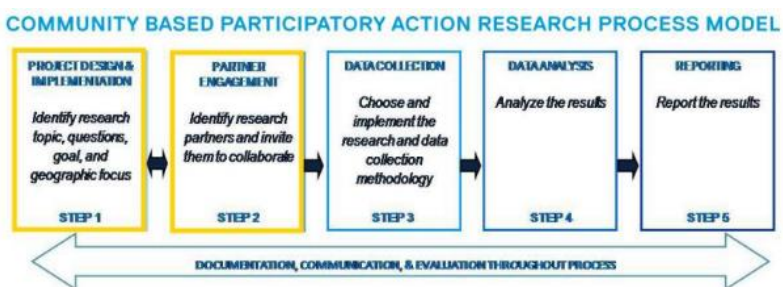 COMMUNITY BASED PARTICIPATORY ACTION RESEARCH PROCESS MODEL
PROJECT DESIGN &
IMPLEMENTATION
Identify research
topic, questions,
goal, and
geographic focus
STEP 1
PARTNER
ENGAGEMENT
Identify research
partners and invite
them to collaborate
STEP 2
DATA COLLECTION
Choose and
implement the
research and data
collection
methodology
STEP 3
DATA ANALYSIS
Analyze the results
STEP 4
REPORTING
Report the results
STEP 5
DOCUMENTATION, COMMUNICATION, & EVALUATION THROUGHOUT PROCESS